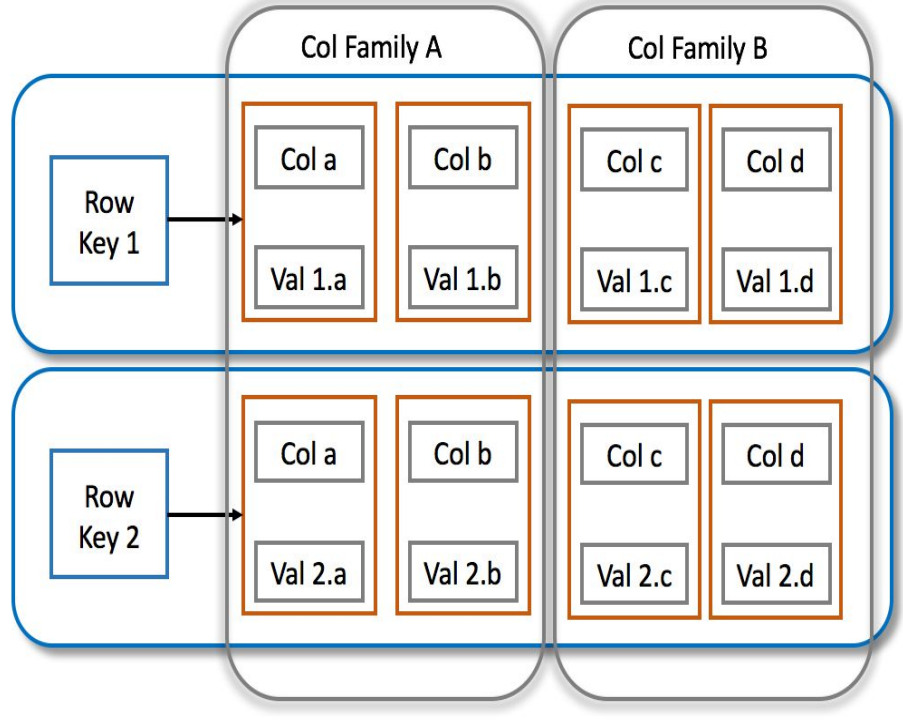 Col Family A
Col Family B
Row
Key 1
Col a
Col b
Col c
Col d
Val 1.a
Val 1.b
Val 1.c
Val 1.d
Row
Key 2
Col a
Col b
Col c
Col d
Val 2.a
Val 2.b
Val 2.c
Val 2.d